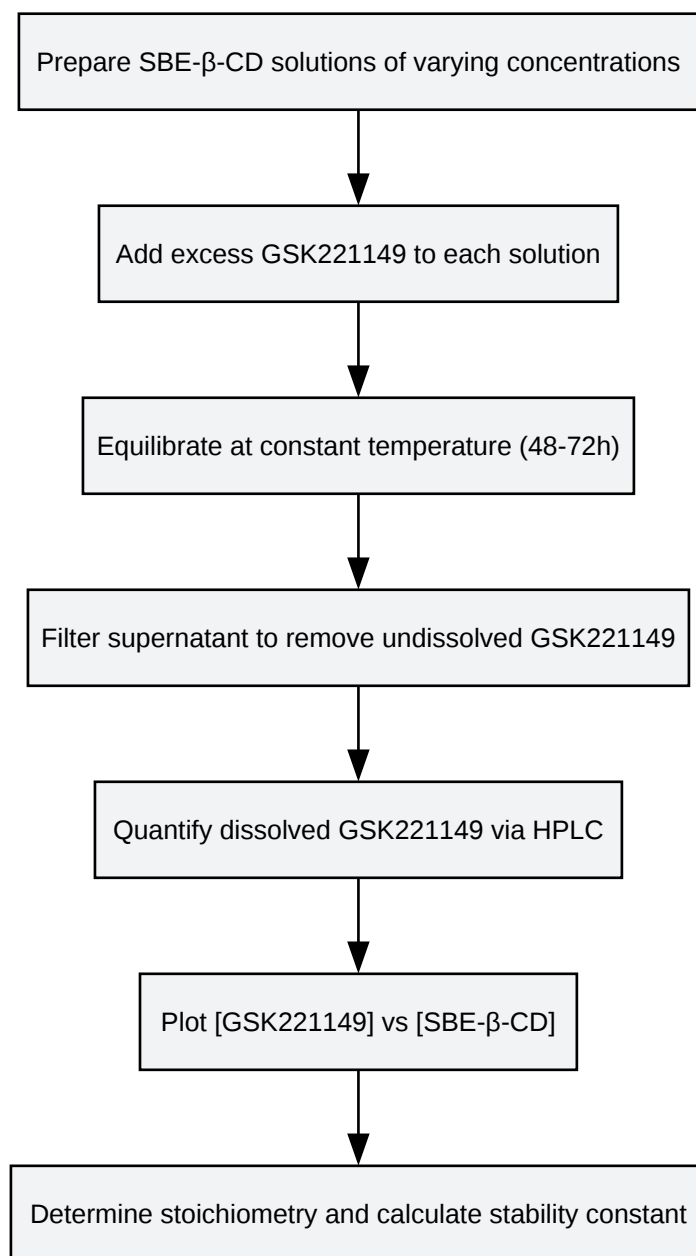 Prepare SBE-β-CD solutions of varying concentrations
Add excess GSK221149 to each solution
Equilibrate at constant temperature (48-72h)
Filter supernatant to remove undissolved GSK221149
Quantify dissolved GSK221149 via HPLC
Plot [GSK221149] vs [SBE-β-CD]
Determine stoichiometry and calculate stability constant